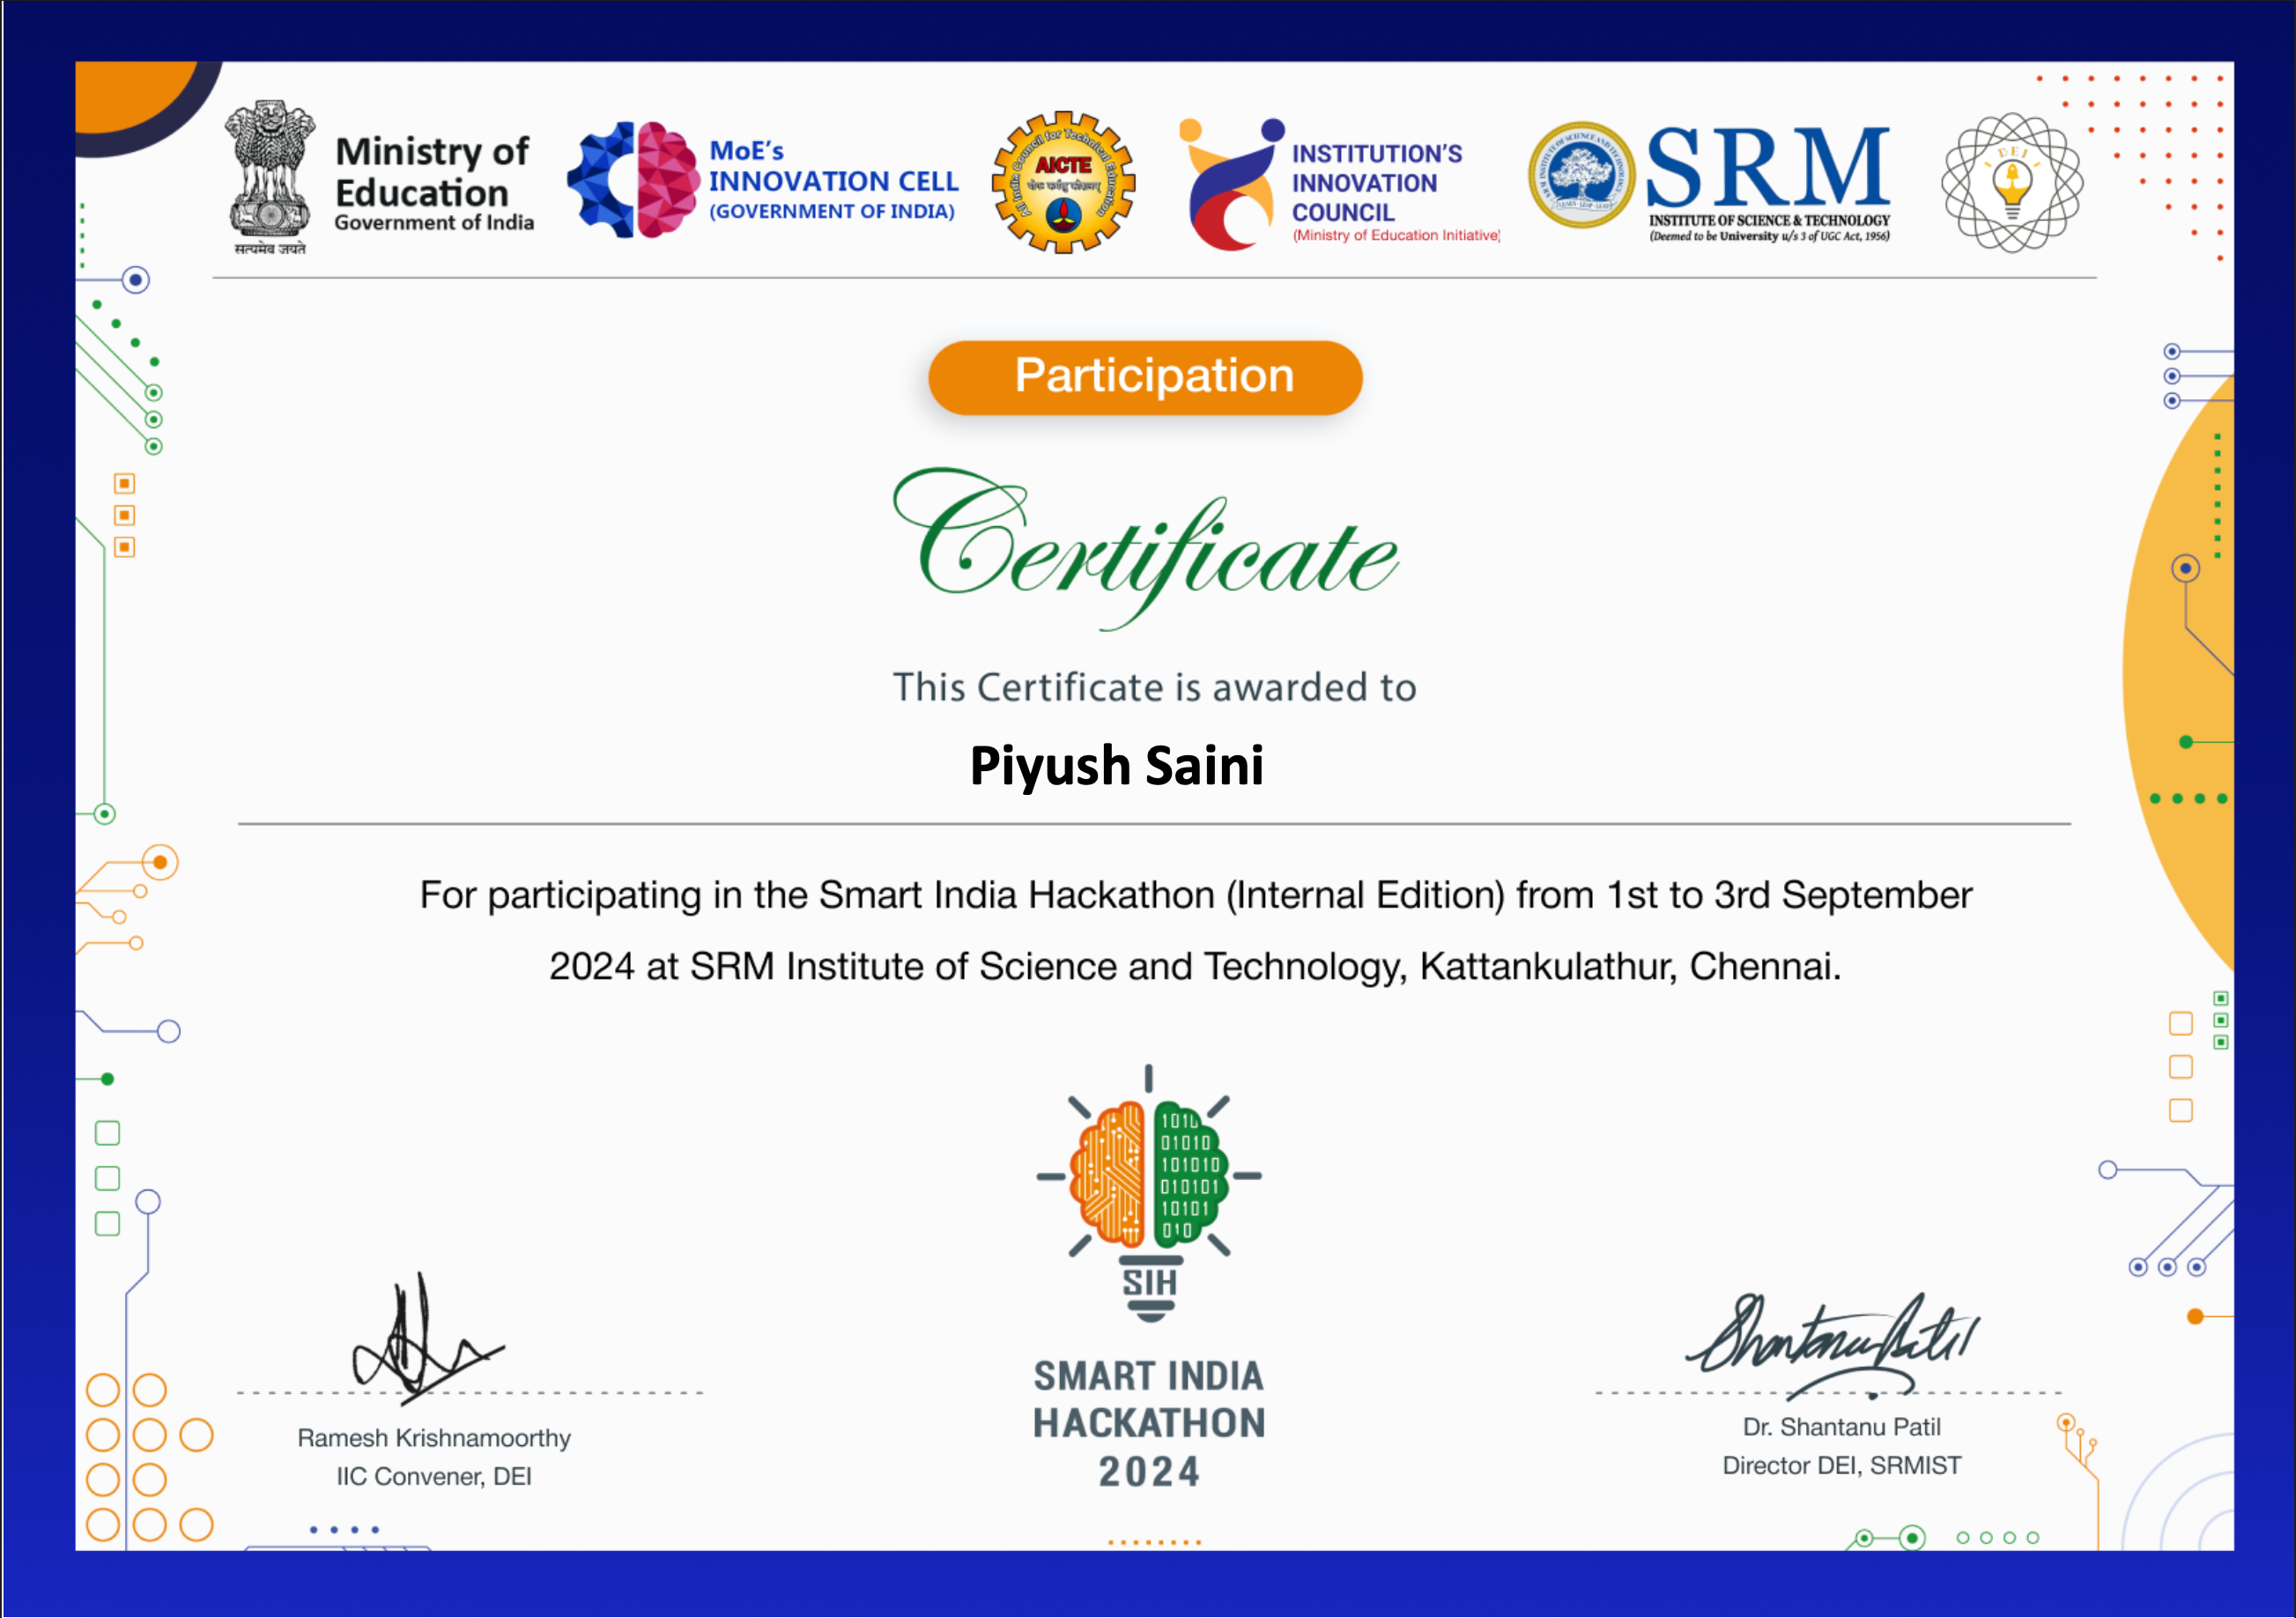 Ministry of
Education
Government of India
सत्यमेव जयते
MoE's
INNOVATION CELL
(GOVERNMENT OF INDIA)
All India Council for Technical Education
AICTE
INSTITUTION'S
INNOVATION
COUNCIL
(Ministry of Education Initiative)
SRM
INSTITUTE OF SCIENCE & TECHNOLOGY
(Deemed to be University u/s 3 of UGC Act, 1956)
DEI
Participation
Certificate
This Certificate is awarded to
Piyush Saini
For participating in the Smart India Hackathon (Internal Edition) from 1st to 3rd September
2024 at SRM Institute of Science and Technology, Kattankulathur, Chennai.
1010
01010
101010
010101
10101
010
SIH
SMART INDIA
HACKATHON
2024
Ramesh Krishnamoorthy
IIC Convener, DEI
Shantanu Patil
Dr. Shantanu Patil
Director DEI, SRMIST